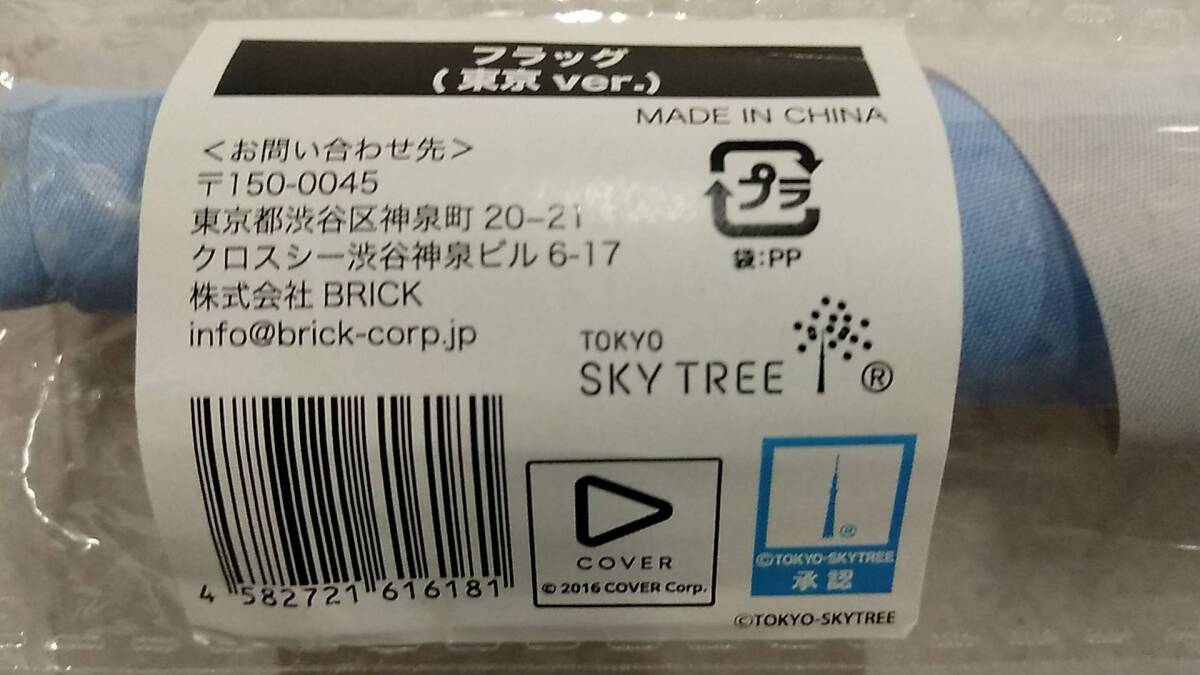 フラッグ
(東京 ver.)
MADE IN CHINA
＜お問い合わせ先＞
〒150-0045
東京都渋谷区神泉町 20-21
クロスシー渋谷神泉ビル 6-17
株式会社 BRICK
info@brick-corp.jp
プラ
袋:PP
TOKYO
SKY TREE ®
4 582721 616181
COVER
© 2016 COVER Corp.
®
©TOKYO-SKYTREE
承認
©TOKYO-SKYTREE